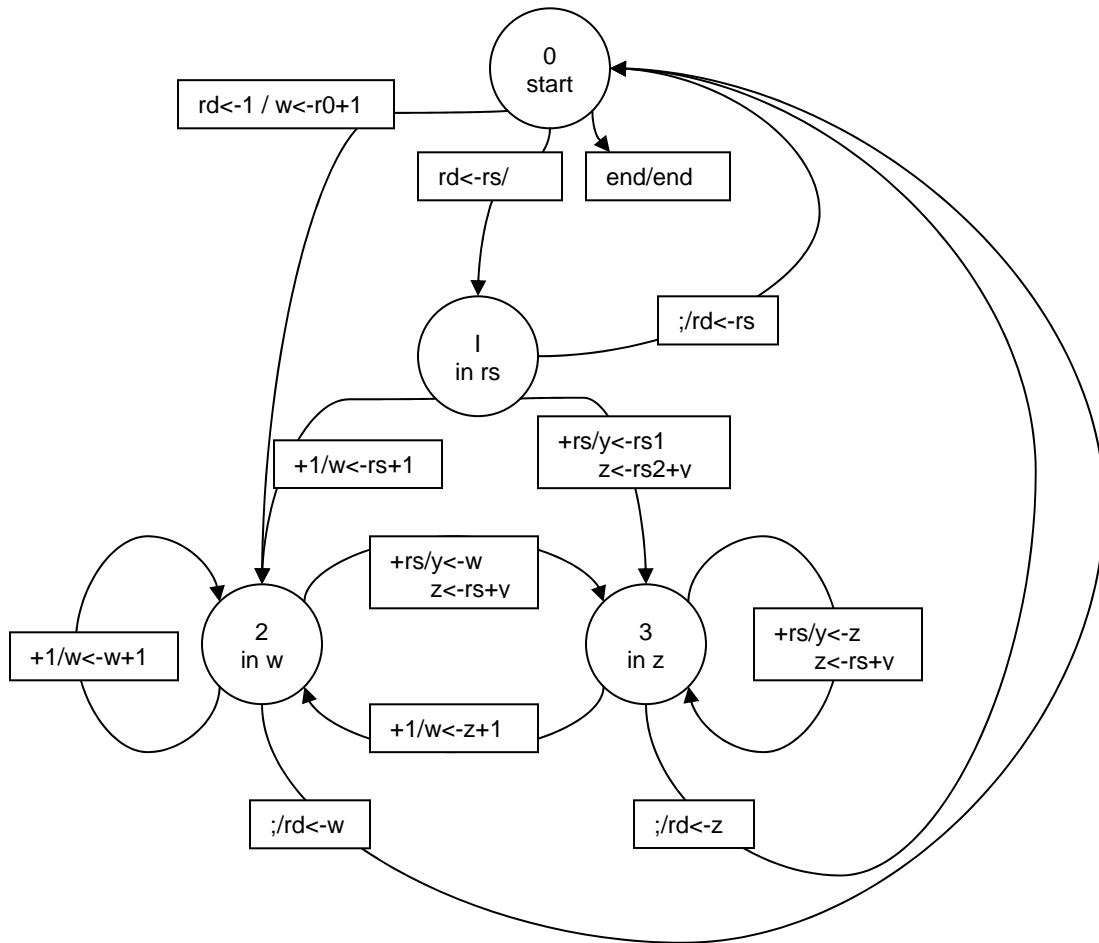 0
start
rd<-1 / w<-r0+1
rd<-rs/
end/end
;/rd<-rs
I
in rs
+rs/y<-rs1
z<-rs2+v
+1/w<-rs+1
+rs/y<-w
z<-rs+v
2
in w
3
in z
+1/w<-w+1
+rs/y<-z
z<-rs+v
+1/w<-z+1
;/rd<-w
;/rd<-z